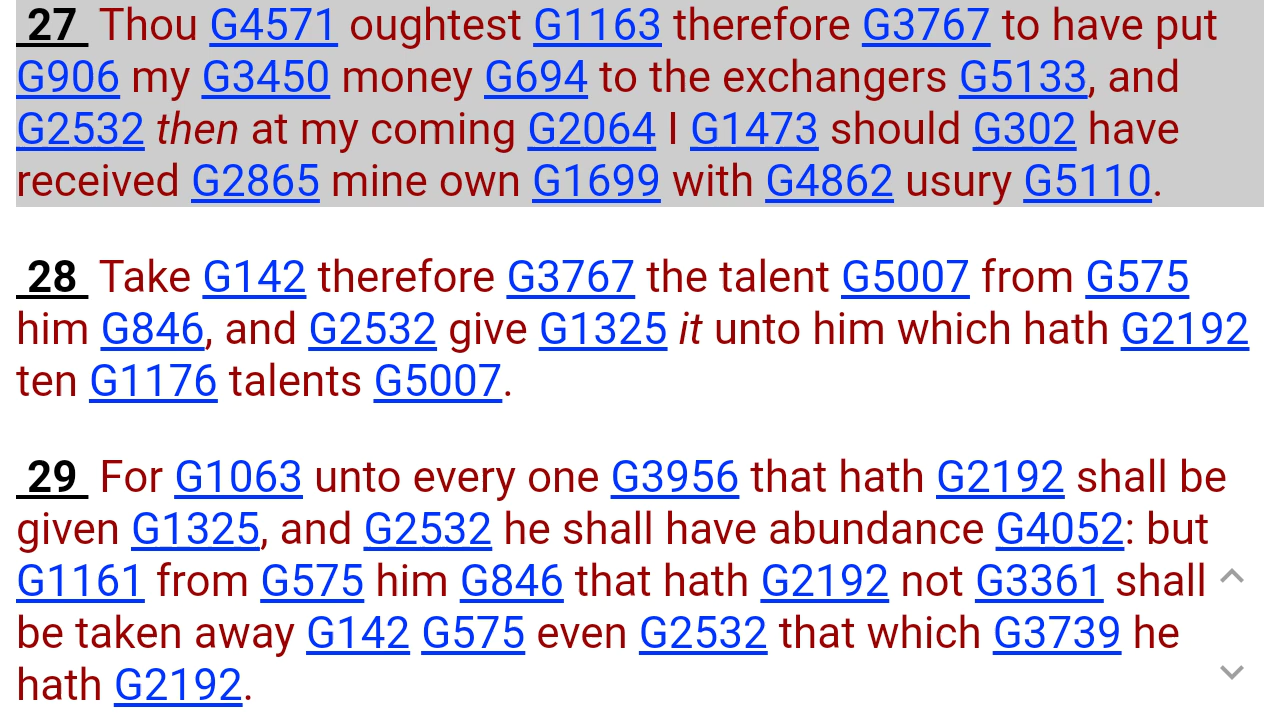 27 Thou G4571 oughtest G1163 therefore G3767 to have put
G906 my G3450 money G694 to the exchangers G5133, and
G2532 then at my coming G2064 I G1473 should G302 have
received G2865 mine own G1699 with G4862 usury G5110.
28 Take G142 therefore G3767 the talent G5007 from G575
him G846, and G2532 give G1325 it unto him which hath G2192
ten G1176 talents G5007.
29 For G1063 unto every one G3956 that hath G2192 shall be
given G1325, and G2532 he shall have abundance G4052: but
G1161 from G575 him G846 that hath G2192 not G3361 shall
be taken away G142 G575 even G2532 that which G3739 he
hath G2192.